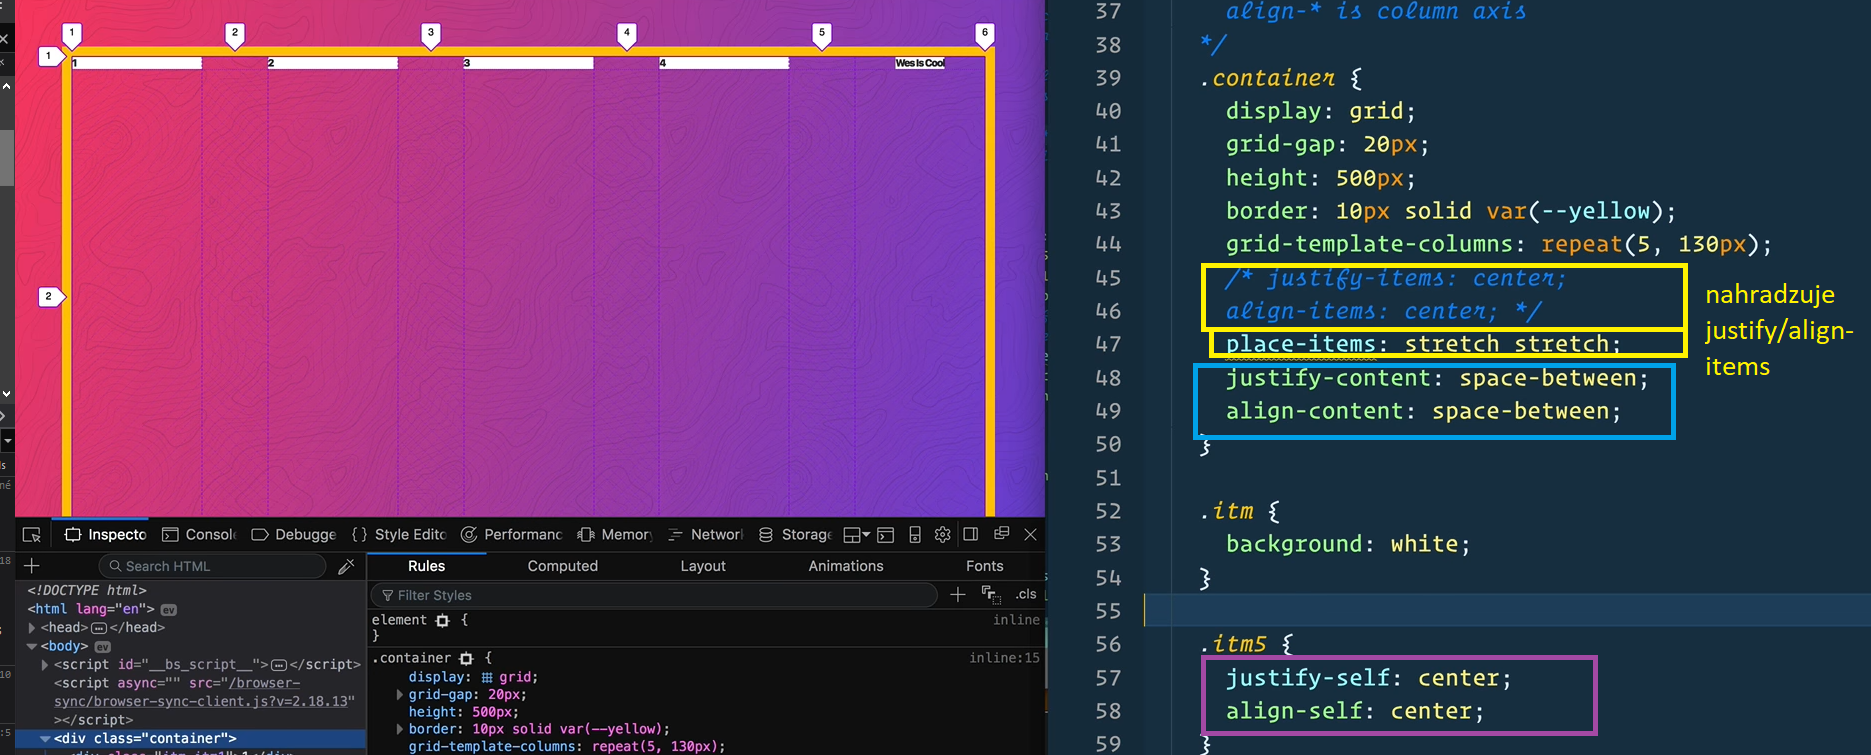 1 2 3 4 5 6
1
1 2 3 4 Wes Is Cool
2
Inspecto Consol Debugge Style Edito Performanc Memor Networ Storage
Search HTML
<!DOCTYPE html>
<html lang="en"> ev
<head> </head>
<body> ev
<script id="__bs_script__"> </script>
<script async="" src="/browser-
sync/browser-sync-client.js?v=2.18.13"
></script>
<div class="container">
Rules Computed Layout Animations Fonts
Filter Styles .cls
element { inline
}
.container { inline:15
display: grid;
grid-gap: 20px;
height: 500px;
border: 10px solid var(--yellow);
grid-template-columns: repeat(5, 130px);
37 align-* is column axis
38 */
39 .container {
40 display: grid;
41 grid-gap: 20px;
42 height: 500px;
43 border: 10px solid var(--yellow);
44 grid-template-columns: repeat(5, 130px);
45 /* justify-items: center;
46 align-items: center; */
47 place-items: stretch stretch;
48 justify-content: space-between;
49 align-content: space-between;
50 }
51
52 .itm {
53 background: white;
54 }
55
56 .itm5 {
57 justify-self: center;
58 align-self: center;
59 }
nahradzuje
justify/align-
items